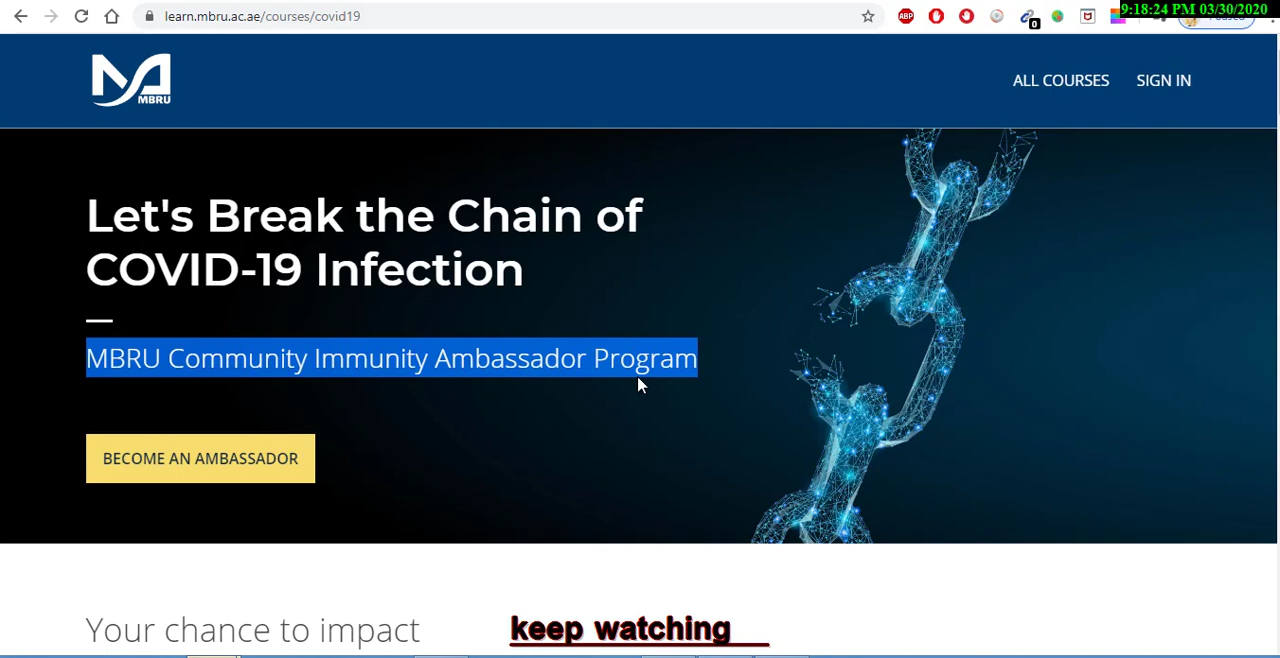 learn.mbru.ac.ae/courses/covid19
ABP
0
9:18:24 PM 03/30/2020
MBRU
ALL COURSES
SIGN IN
Let's Break the Chain of
COVID-19 Infection
MBRU Community Immunity Ambassador Program
BECOME AN AMBASSADOR
Your chance to impact
keep watching